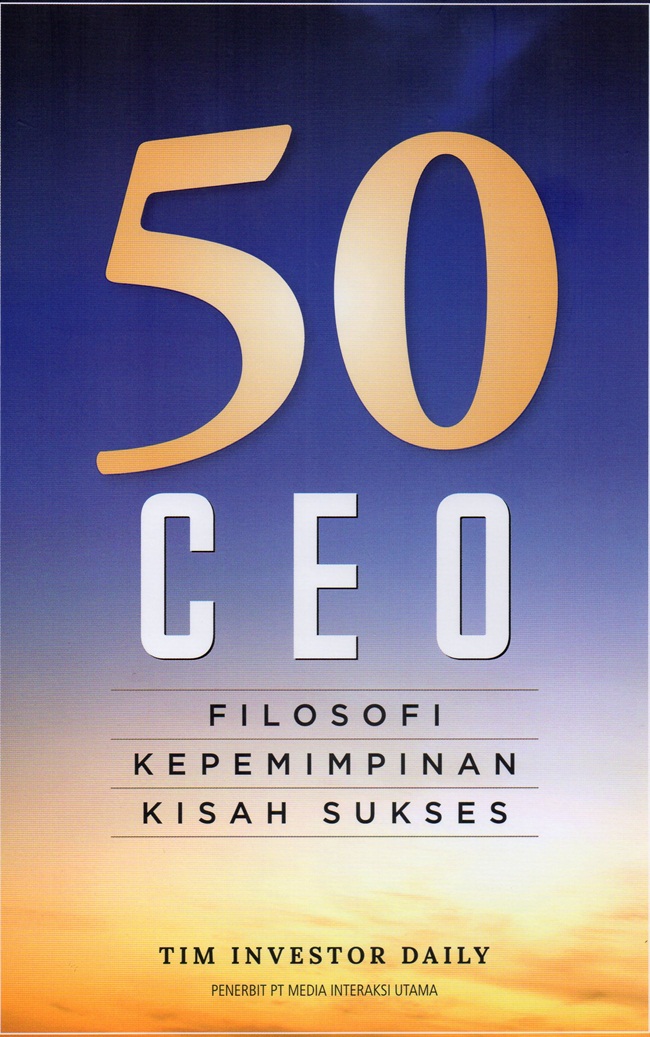 50
CEO
FILOSOFI
KEPEMIMPINAN
KISAH SUKSES
TIM INVESTOR DAILY
PENERBIT PT MEDIA INTERAKSI UTAMA